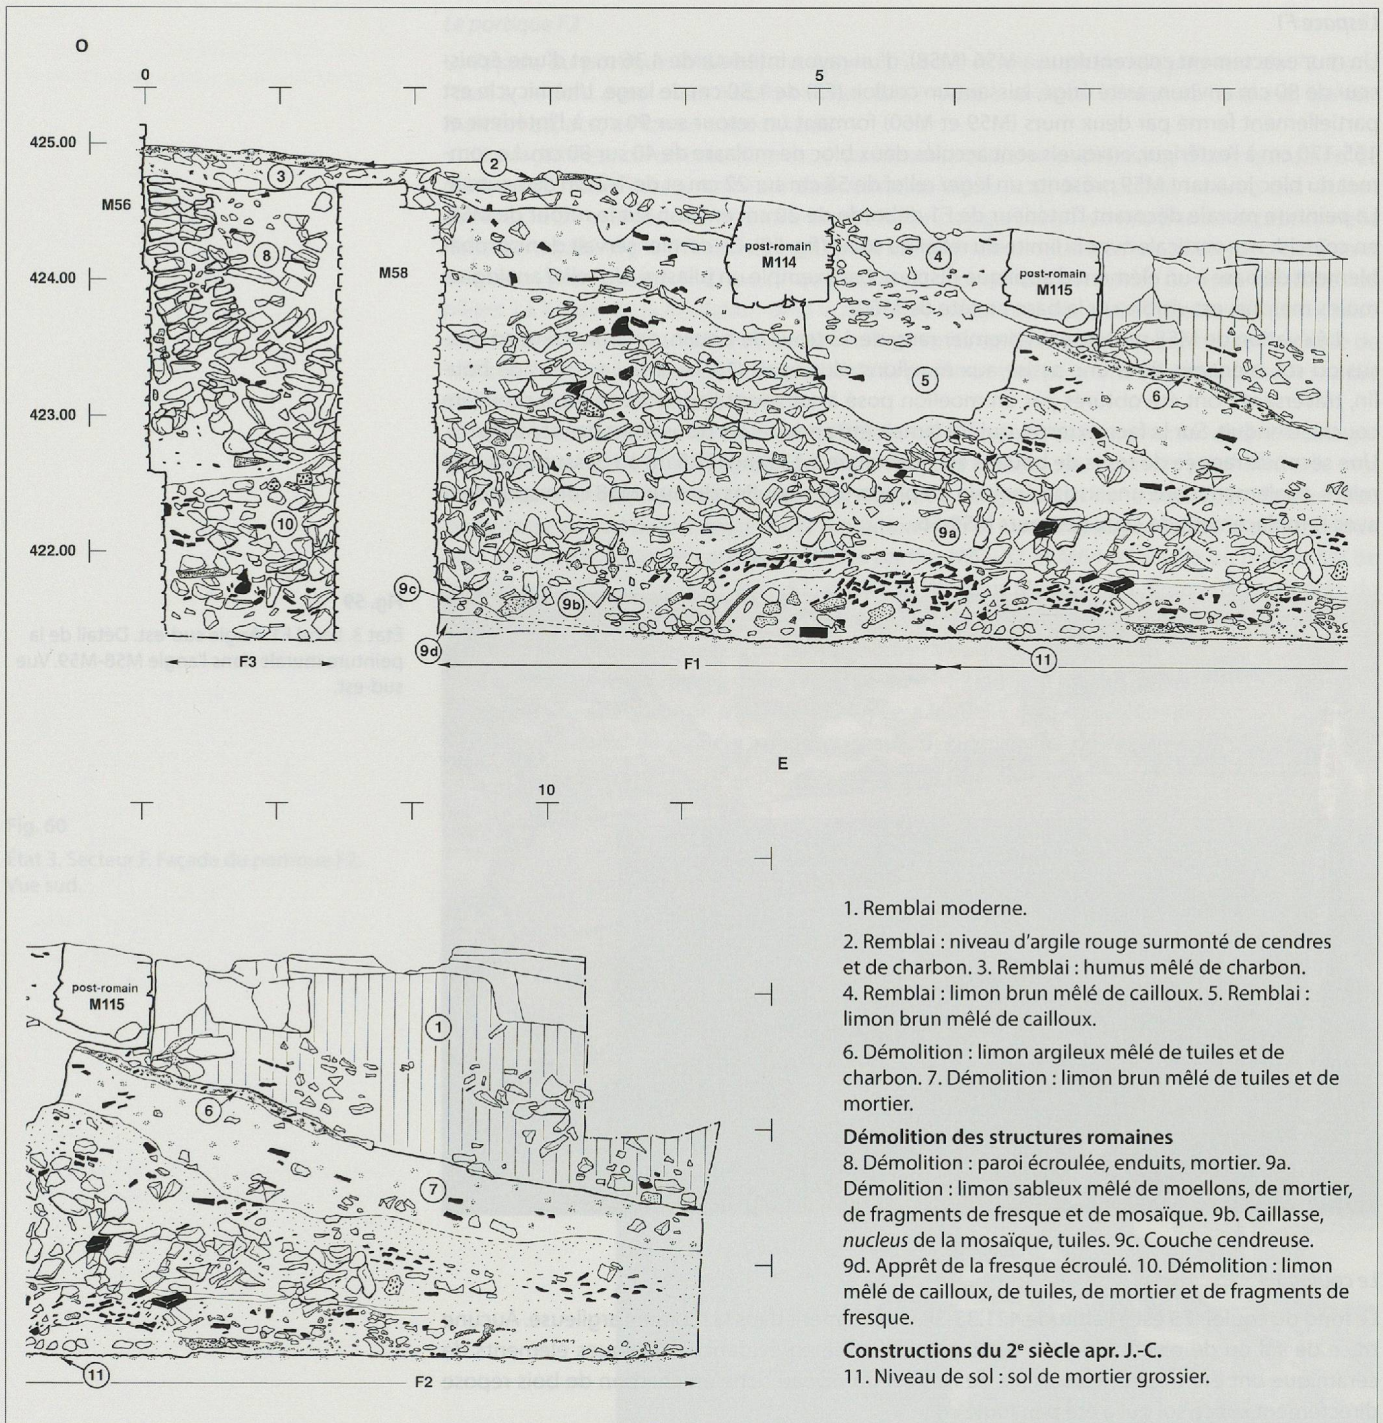 O
0
5
425.00
2
3
M56
8
M58
post-romain
M114
4
post-romain
M115
424.00
5
6
423.00
10
9a
422.00
9c
9b
9d
F3
F1
11
E
10
post-romain
M115
1
6
7
11
F2
1. Remblai moderne.
2. Remblai : niveau d’argile rouge surmonté de cendres
et de charbon. 3. Remblai : humus mêlé de charbon.
4. Remblai : limon brun mêlé de cailloux. 5. Remblai :
limon brun mêlé de cailloux.
6. Démolition : limon argileux mêlé de tuiles et de
charbon. 7. Démolition : limon brun mêlé de tuiles et de
mortier.
Démolition des structures romaines
8. Démolition : paroi écroulée, enduits, mortier. 9a.
Démolition : limon sableux mêlé de moellons, de mortier,
de fragments de fresque et de mosaïque. 9b. Caillasse,
nucleus de la mosaïque, tuiles. 9c. Couche cendreuse.
9d. Apprêt de la fresque écroulé. 10. Démolition : limon
mêlé de cailloux, de tuiles, de mortier et de fragments de
fresque.
Constructions du 2e siècle apr. J.-C.
11. Niveau de sol : sol de mortier grossier.